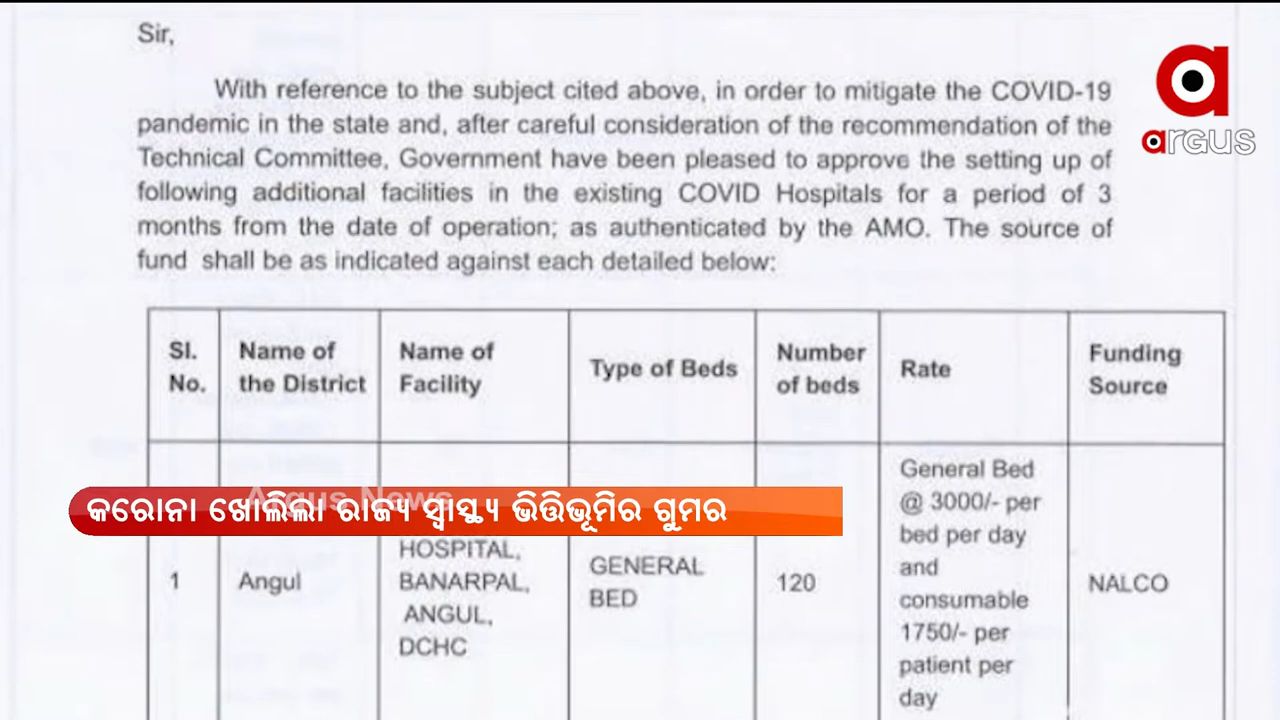 Sir,
With reference to the subject cited above, in order to mitigate the COVID-19
pandemic in the state and, after careful consideration of the recommendation of the
Technical Committee, Government have been pleased to approve the setting up of
following additional facilities in the existing COVID Hospitals for a period of 3
months from the date of operation; as authenticated by the AMO. The source of
fund shall be as indicated against each detailed below:
argus
Sl. No.
Name of the District
Name of Facility
Type of Beds
Number of beds
Rate
Funding Source
1
Angul
HOSPITAL,
BANARPAL,
ANGUL,
DCHC
GENERAL
BED
120
General Bed
@ 3000/- per
bed per day
and
consumable
1750/- per
patient per
day
NALCO
Argus News
କରୋନା ଖୋଲିଲା ରାଜ୍ୟ ସ୍ୱାସ୍ଥ୍ୟ ଭିତ୍ତିଭୂମିର ଗୁମର